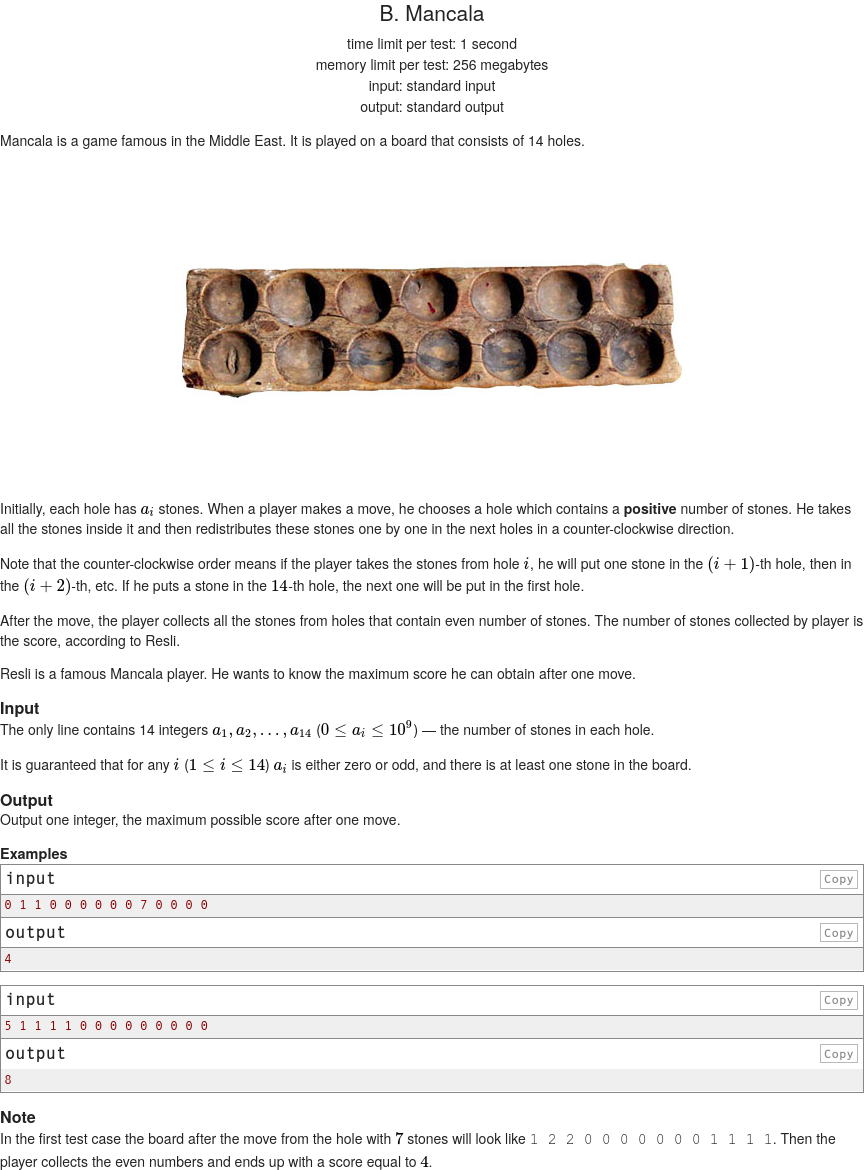 B. Mancala
time limit per test: 1 second
memory limit per test: 256 megabytes
input: standard input
output: standard output
Mancala is a game famous in the Middle East. It is played on a board that consists of 14 holes.
Initially, each hole has aᵢ stones. When a player makes a move, he chooses a hole which contains a positive number of stones. He takes
all the stones inside it and then redistributes these stones one by one in the next holes in a counter-clockwise direction.
Note that the counter-clockwise order means if the player takes the stones from hole i, he will put one stone in the (i + 1)-th hole, then in
the (i + 2)-th, etc. If he puts a stone in the 14-th hole, the next one will be put in the first hole.
After the move, the player collects all the stones from holes that contain even number of stones. The number of stones collected by player is
the score, according to Resli.
Resli is a famous Mancala player. He wants to know the maximum score he can obtain after one move.
Input
The only line contains 14 integers a₁, a₂, …, a₁₄ (0 ≤ aᵢ ≤ 10⁹) — the number of stones in each hole.
It is guaranteed that for any i (1 ≤ i ≤ 14) aᵢ is either zero or odd, and there is at least one stone in the board.
Output
Output one integer, the maximum possible score after one move.
Examples
input Copy
0 1 1 0 0 0 0 0 0 7 0 0 0 0
output Copy
4
input Copy
5 1 1 1 1 0 0 0 0 0 0 0 0 0
output Copy
8
Note
In the first test case the board after the move from the hole with 7 stones will look like 1 2 2 0 0 0 0 0 0 0 1 1 1 1. Then the
player collects the even numbers and ends up with a score equal to 4.